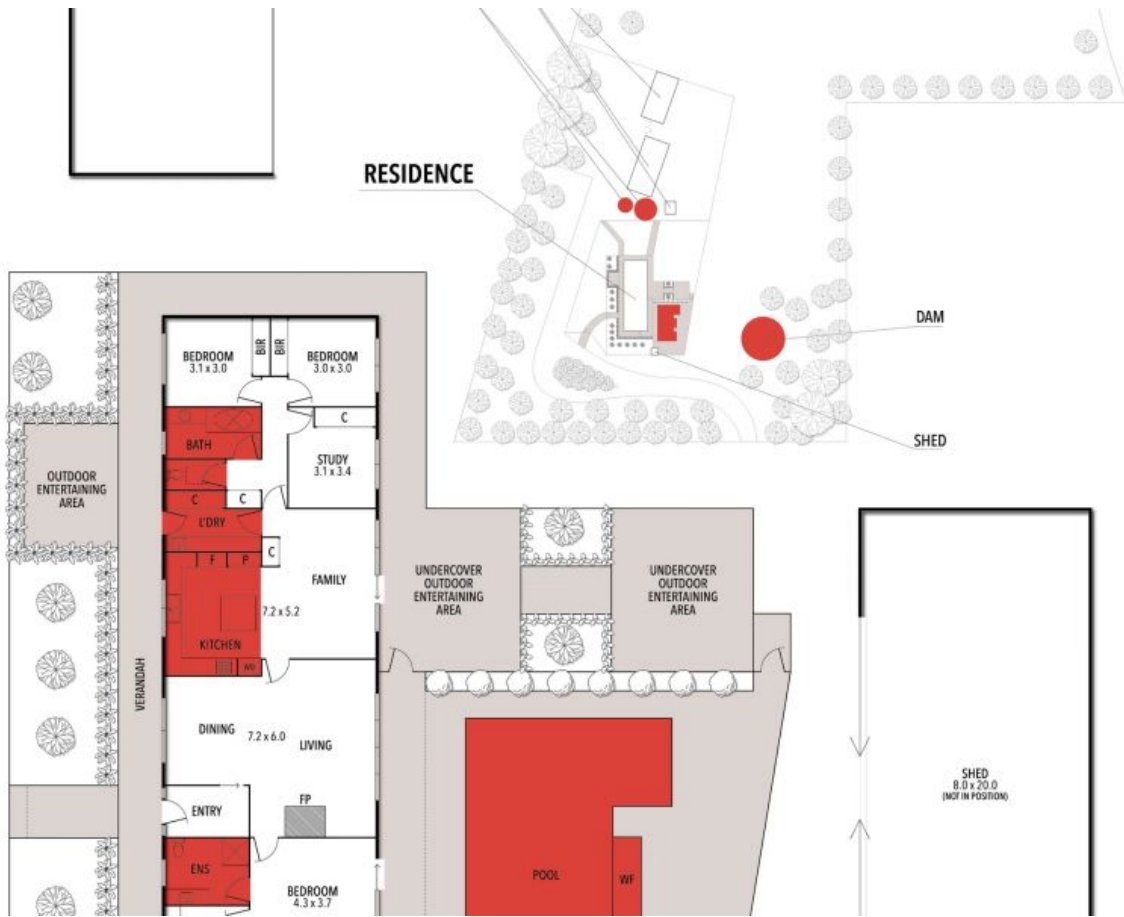 RESIDENCE
DAM
SHED
BEDROOM
3.1 x 3.0
BIR
BIR
BEDROOM
3.0 x 3.0
C
BATH
STUDY
3.1 x 3.4
OUTDOOR
ENTERTAINING
AREA
C
C
L'DRY
C
F
P
FAMILY
7.2 x 5.2
KITCHEN
WO
UNDERCOVER
OUTDOOR
ENTERTAINING
AREA
UNDERCOVER
OUTDOOR
ENTERTAINING
AREA
VERANDAH
DINING
7.2 x 6.0
LIVING
ENTRY
FP
SHED
8.0 x 20.0
(NOT IN POSITION)
ENS
BEDROOM
4.3 x 3.7
POOL
WF